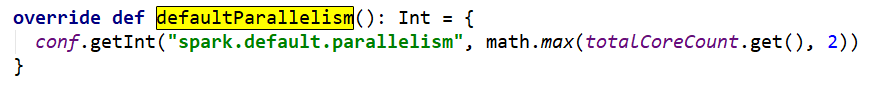 override def defaultParallelism(): Int = {
conf.getInt("spark.default.parallelism", math.max(totalCoreCount.get(), 2))
}